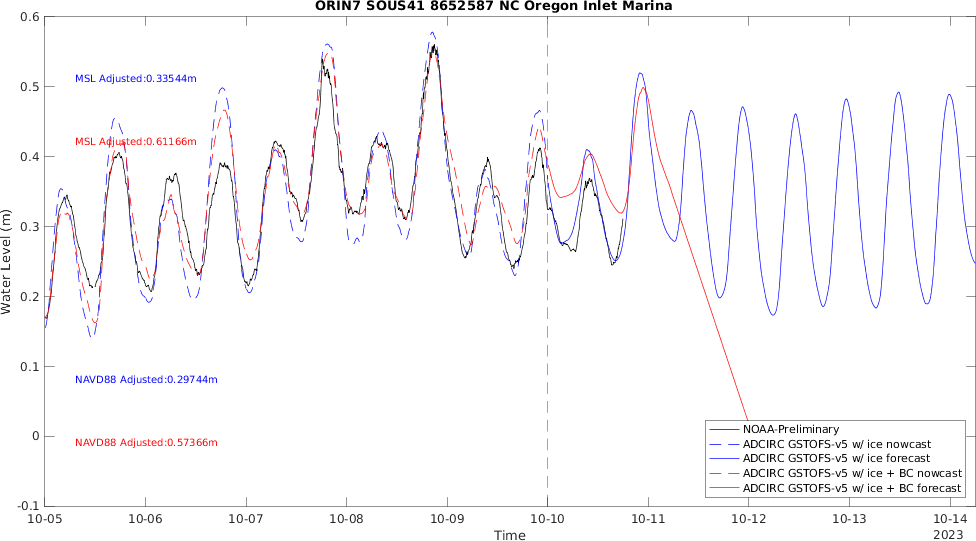 ORIN7 SOUS41 8652587 NC Oregon Inlet Marina
0.6
0.5
0.4
0.3
0.2
0.1
0
-0.1
Water Level (m)
MSL Adjusted:0.33544m
MSL Adjusted:0.61166m
NAVD88 Adjusted:0.29744m
NAVD88 Adjusted:0.57366m
NOAA-Preliminary
ADCIRC GSTOFS-v5 w/ ice nowcast
ADCIRC GSTOFS-v5 w/ ice forecast
ADCIRC GSTOFS-v5 w/ ice + BC nowcast
ADCIRC GSTOFS-v5 w/ ice + BC forecast
10-05 10-06 10-07 10-08 10-09 10-10 10-11 10-12 10-13 10-14
2023
Time